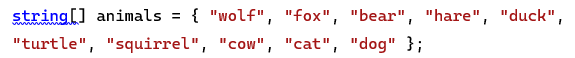 string[] animals = { "wolf", "fox", "bear", "hare", "duck",
"turtle", "squirrel", "cow", "cat", "dog" };